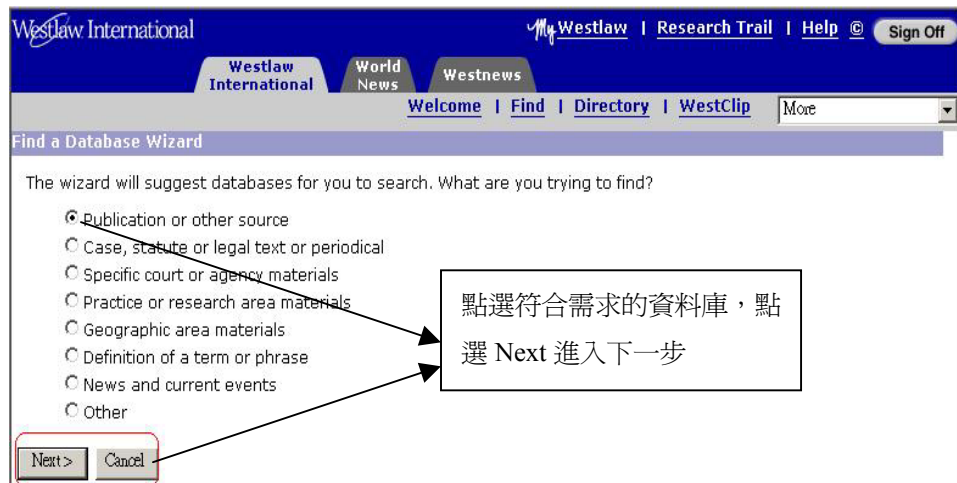 Westlaw International
My Westlaw | Research Trail | Help © Sign Off
Westlaw International World News Westnews
Welcome | Find | Directory | WestClip More
Find a Database Wizard
The wizard will suggest databases for you to search. What are you trying to find?
Publication or other source
Case, statute or legal text or periodical
Specific court or agency materials
Practice or research area materials
Geographic area materials
Definition of a term or phrase
News and current events
Other
點選符合需求的資料庫，點
選 Next 進入下一步
Next > Cancel